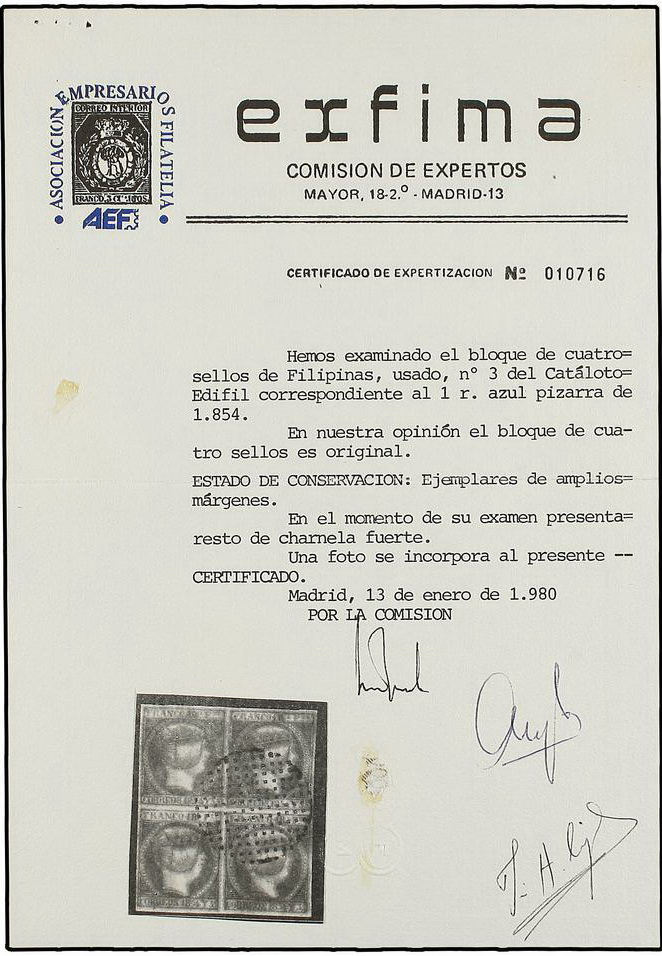 ASOCIACION EMPRESARIOS FILATELIA
CORREO INTERIOR
FRANCO, 3 CUARTOS
AEF
exfima
COMISION DE EXPERTOS
MAYOR, 18-2.º - MADRID-13
CERTIFICADO DE EXPERTIZACION Nº 010716
Hemos examinado el bloque de cuatro=
sellos de Filipinas, usado, nº 3 del Catáloto=
Edifil correspondiente al 1 r. azul pizarra de
1.854.
En nuestra opinión el bloque de cua-
tro sellos es original.
ESTADO DE CONSERVACION: Ejemplares de amplios=
márgenes.
En el momento de su examen presenta=
resto de charnela fuerte.
Una foto se incorpora al presente --
CERTIFICADO.
Madrid, 13 de enero de 1.980
POR LA COMISION